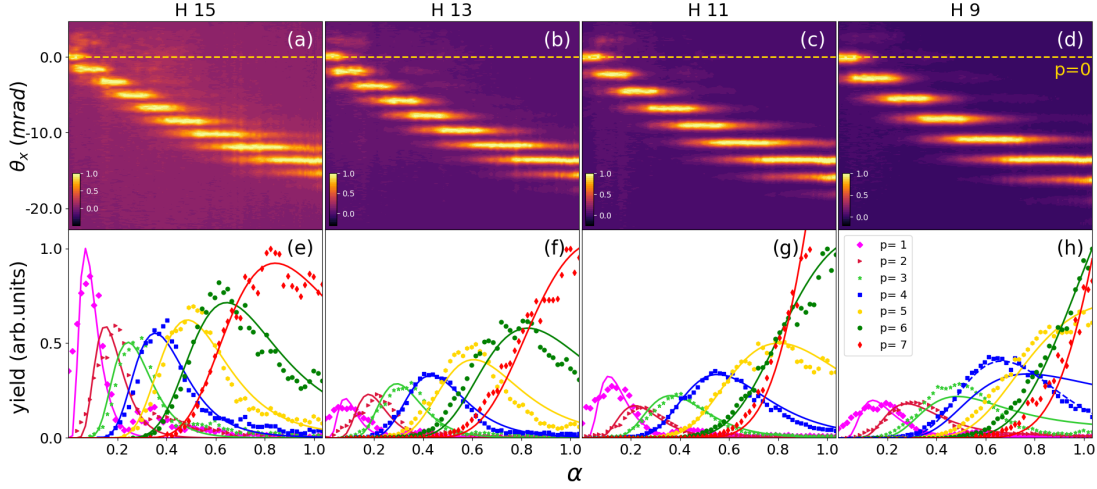 H 15 H 13 H 11 H 9
(a) (b) (c) (d)
p=0
θx (mrad)
0.0
-10.0
-20.0
1.0 1.0 1.0 1.0
0.5 0.5 0.5 0.5
0.0 0.0 0.0 0.0
(e) (f) (g) (h)
yield (arb.units)
1.0
0.5
0.0
p= 1
p= 2
p= 3
p= 4
p= 5
p= 6
p= 7
0.2 0.4 0.6 0.8 1.0 0.2 0.4 0.6 0.8 1.0 0.2 0.4 0.6 0.8 1.0 0.2 0.4 0.6 0.8 1.0
α